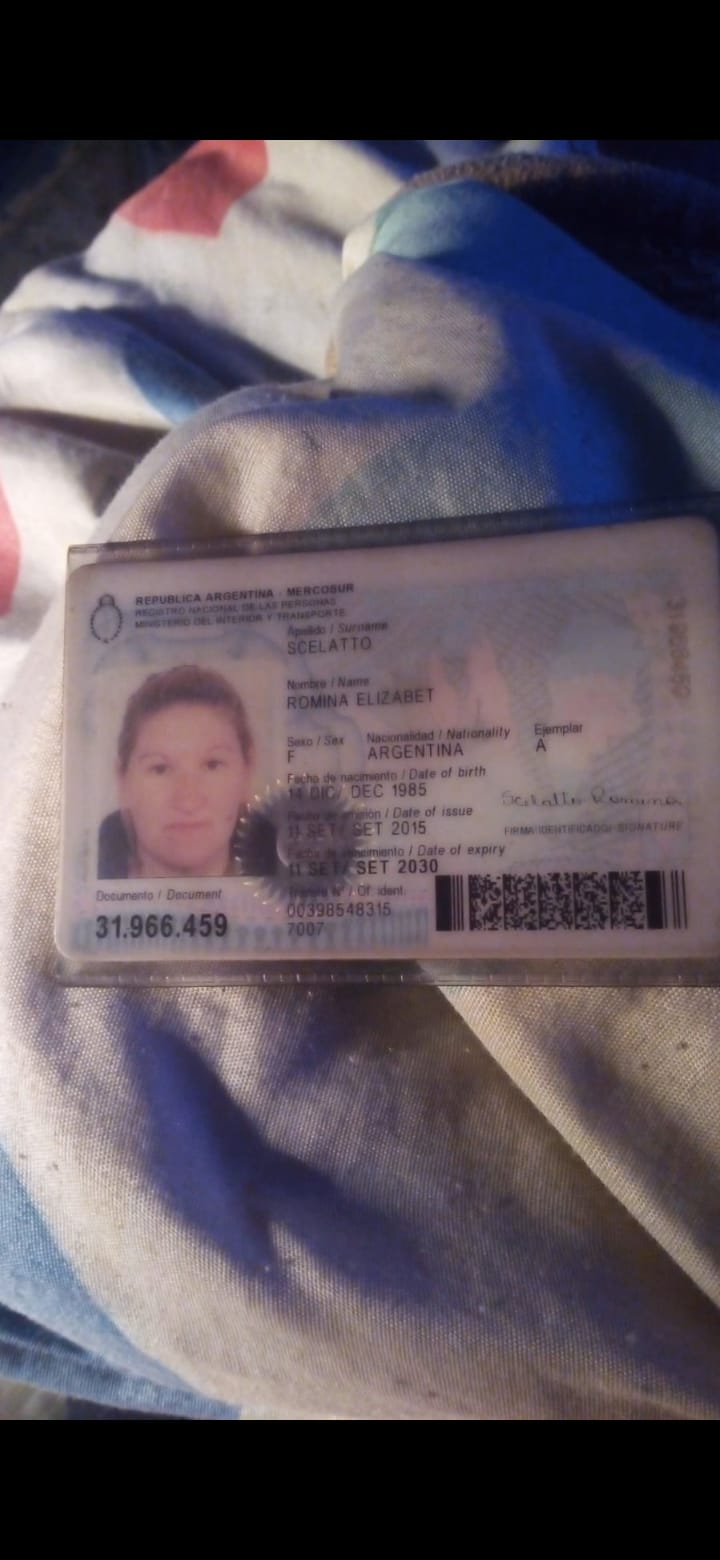 REPUBLICA ARGENTINA - MERCOSUR
REGISTRO NACIONAL DE LAS PERSONAS
MINISTERIO DEL INTERIOR Y TRANSPORTE
Apellido / Surname
SCELATTO
Nombre / Name
ROMINA ELIZABET
Sexo / Sex Nacionalidad / Nationality Ejemplar
F ARGENTINA A
Fecha de nacimiento / Date of birth
14 DIC/ DEC 1985
Fecha de emisión / Date of issue
11 SET/ SET 2015
Fecha de vencimiento / Date of expiry
11 SET/ SET 2030
Trámite N° / Of. ident.
00398548315
7007
Documento / Document
31.966.459
Scelatto Romina
FIRMA IDENTIFICADO/ SIGNATURE